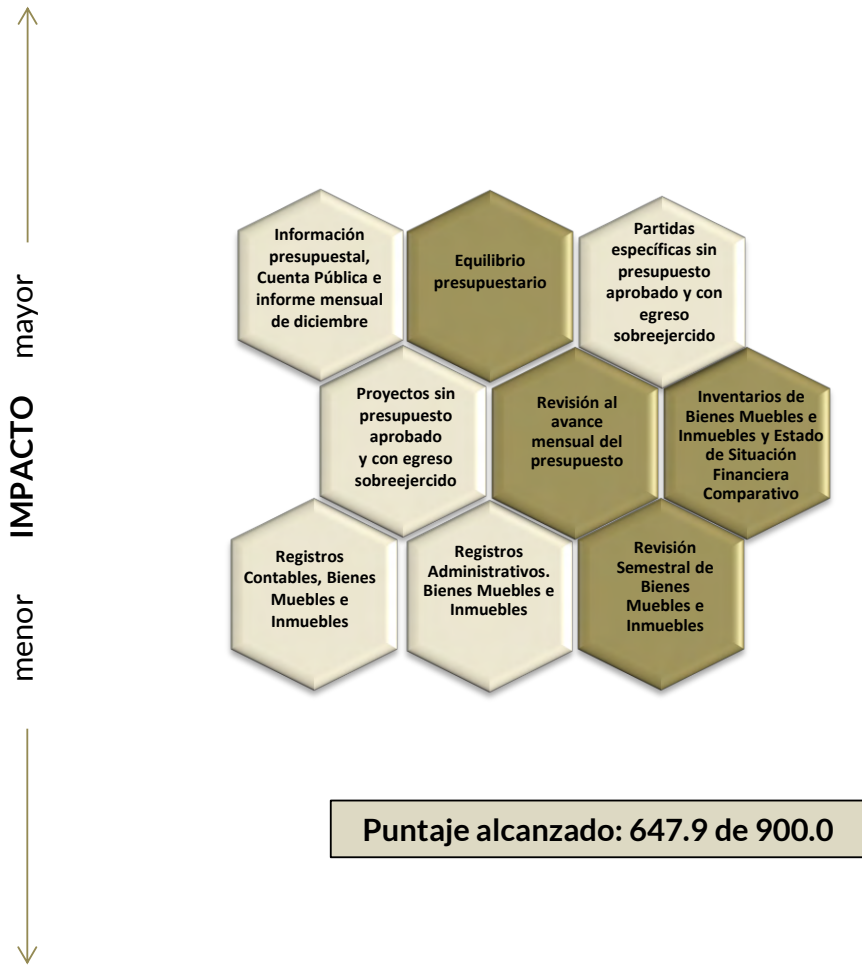 mayor
IMPACTO
menor
Información
presupuestal,
Cuenta Pública e
informe mensual
de diciembre
Equilibrio
presupuestario
Partidas
específicas sin
presupuesto
aprobado y con
egreso
sobreejercido
Proyectos sin
presupuesto
aprobado
y con egreso
sobreejercido
Revisión al
avance
mensual del
presupuesto
Inventarios de
Bienes Muebles e
Inmuebles y Estado
de Situación
Financiera
Comparativo
Registros
Contables, Bienes
Muebles e
Inmuebles
Registros
Administrativos.
Bienes Muebles e
Inmuebles
Revisión
Semestral de
Bienes
Muebles e
Inmuebles
Puntaje alcanzado: 647.9 de 900.0